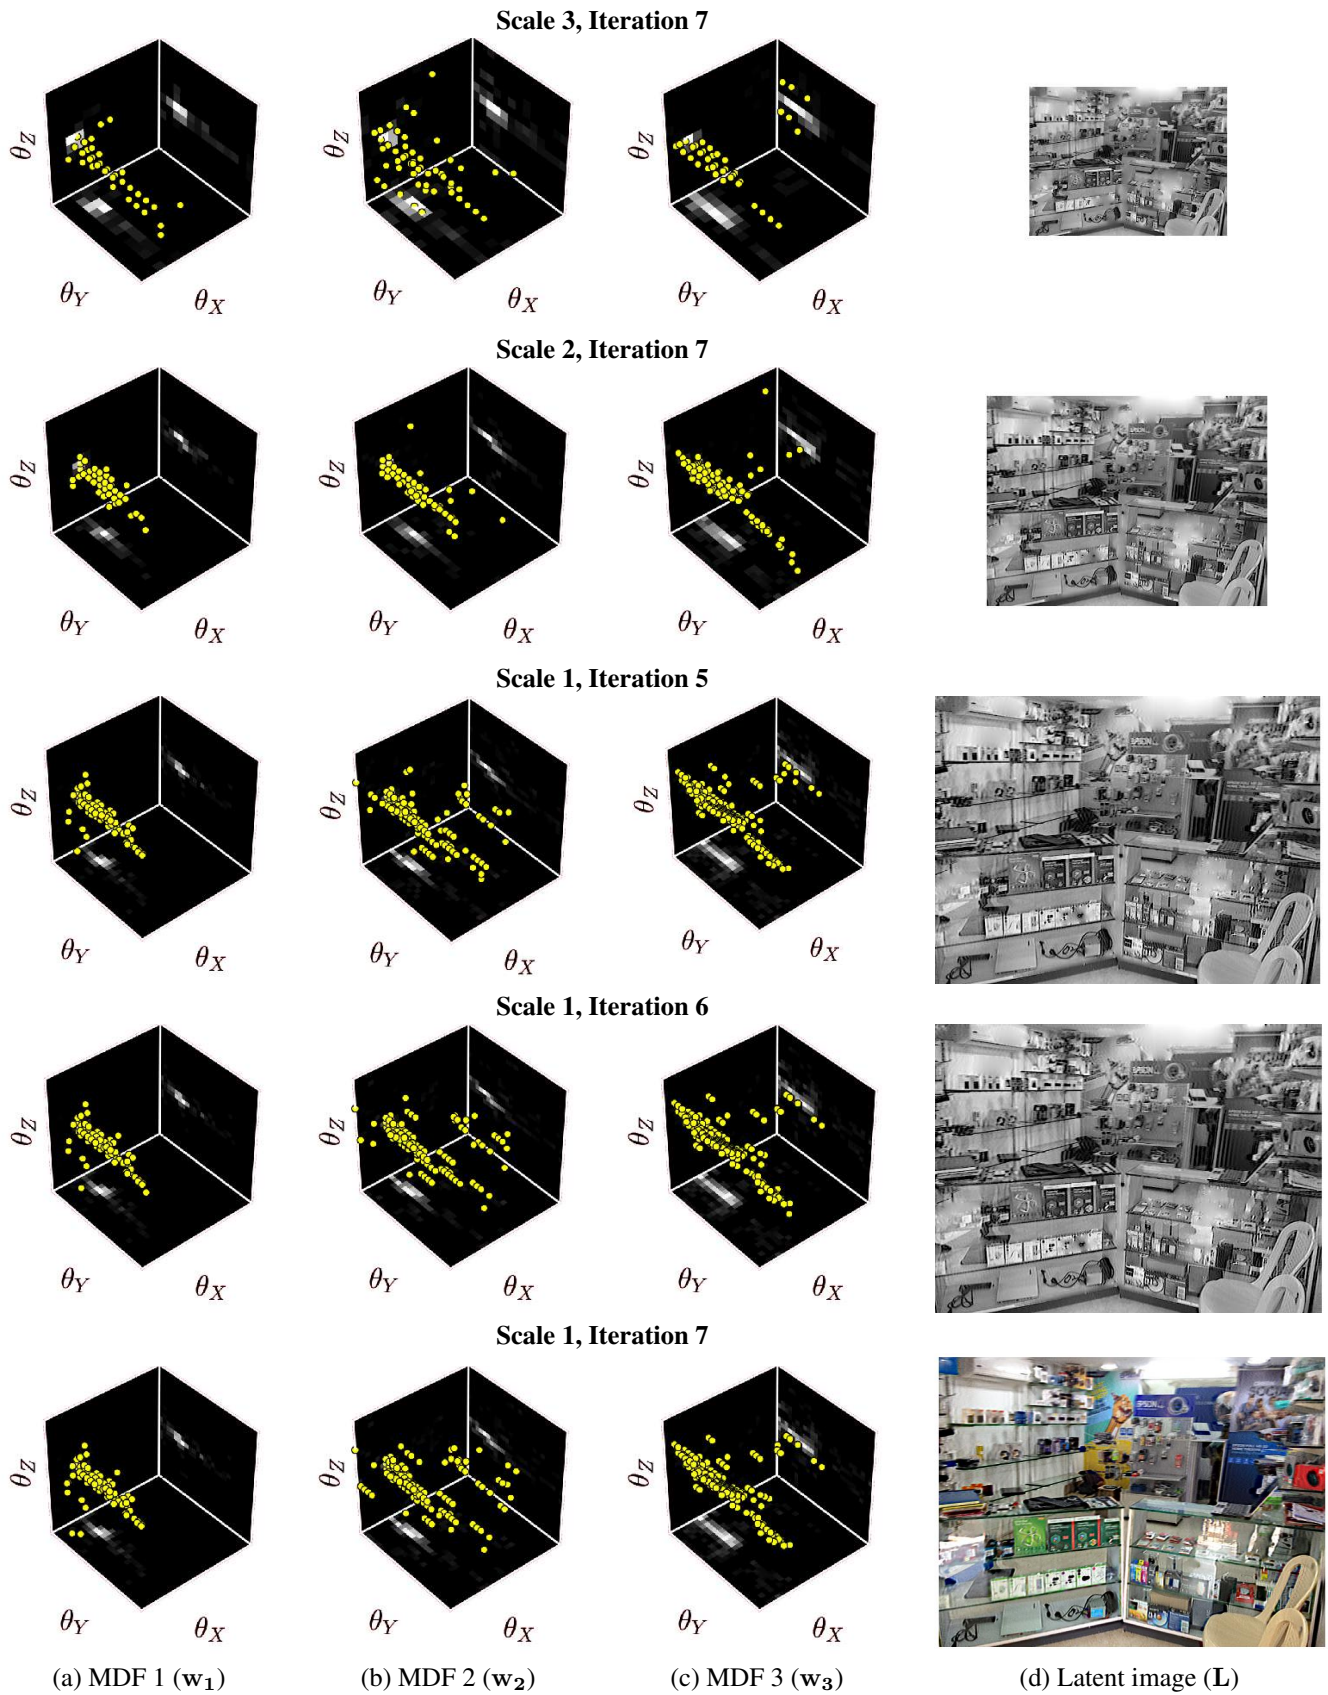 Scale 3, Iteration 7
θZ θY θX θZ θY θX θZ θY θX
Scale 2, Iteration 7
θZ θY θX θZ θY θX θZ θY θX
Scale 1, Iteration 5
θZ θY θX θZ θY θX θZ θY θX
EPSON
Scale 1, Iteration 6
θZ θY θX θZ θY θX θZ θY θX
EPSON
Scale 1, Iteration 7
θZ θY θX θZ θY θX θZ θY θX
EPSON
(a) MDF 1 (w1) (b) MDF 2 (w2) (c) MDF 3 (w3) (d) Latent image (L)